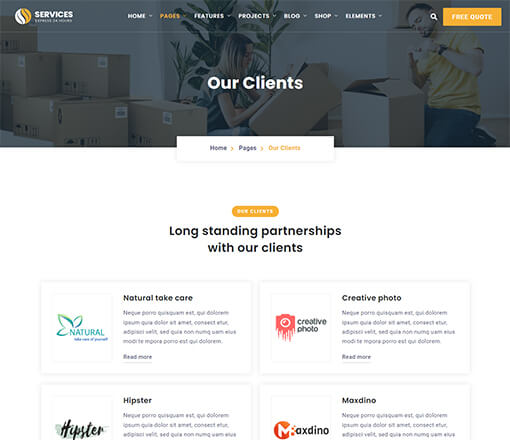 SERVICES
EXPRESS 24 HOURS
HOME PAGES FEATURES PROJECTS BLOG SHOP ELEMENTS
FREE QUOTE
Our Clients
Home > Pages > Our Clients
OUR CLIENTS
Long standing partnerships
with our clients
NATURAL
take care of yourself
Natural take care
Neque porro quisquam est, qui dolorem
ipsum quia dolor sit amet, consect etur,
adipisci velit, sed quia non numq uam eius
modi te mpora porro est qui dolorem.
Read more
creative
photo
Creative photo
Neque porro quisquam est, qui dolorem
ipsum quia dolor sit amet, consect etur,
adipisci velit, sed quia non numq uam eius
modi te mpora porro est qui dolorem.
Read more
Hipster
Hipster
Neque porro quisquam est, qui dolorem
ipsum quia dolor sit amet, consect etur,
adipisci velit, sed quia non numq uam eius
Maxdino
Maxdino
Neque porro quisquam est, qui dolorem
ipsum quia dolor sit amet, consect etur,
adipisci velit, sed quia non numq uam eius